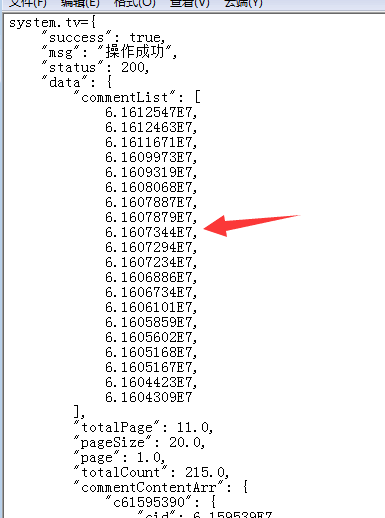 文件(F) 编辑(E) 格式(O) 查看(V) 云端(Y)
system.tv={
"success": true,
"msg": "操作成功",
"status": 200,
"data": {
"commentList": [
6.1612547E7,
6.1612463E7,
6.1611671E7,
6.1609973E7,
6.1609319E7,
6.1608068E7,
6.1607887E7,
6.1607879E7,
6.1607344E7,
6.1607294E7,
6.1607234E7,
6.1606886E7,
6.1606734E7,
6.1606101E7,
6.1605859E7,
6.1605602E7,
6.1605168E7,
6.1605167E7,
6.1604423E7,
6.1604309E7
],
"totalPage": 11.0,
"pageSize": 20.0,
"page": 1.0,
"totalCount": 215.0,
"commentContentArr": {
"c61595390": {
"cid": 6.159539E7